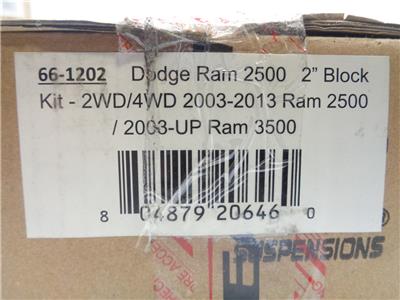 66-1202 Dodge Ram 2500 2" Block
Kit - 2WD/4WD 2003-2013 Ram 2500
/ 2003-UP Ram 3500
8 04879 20646 0
®
SUSPENSIONS